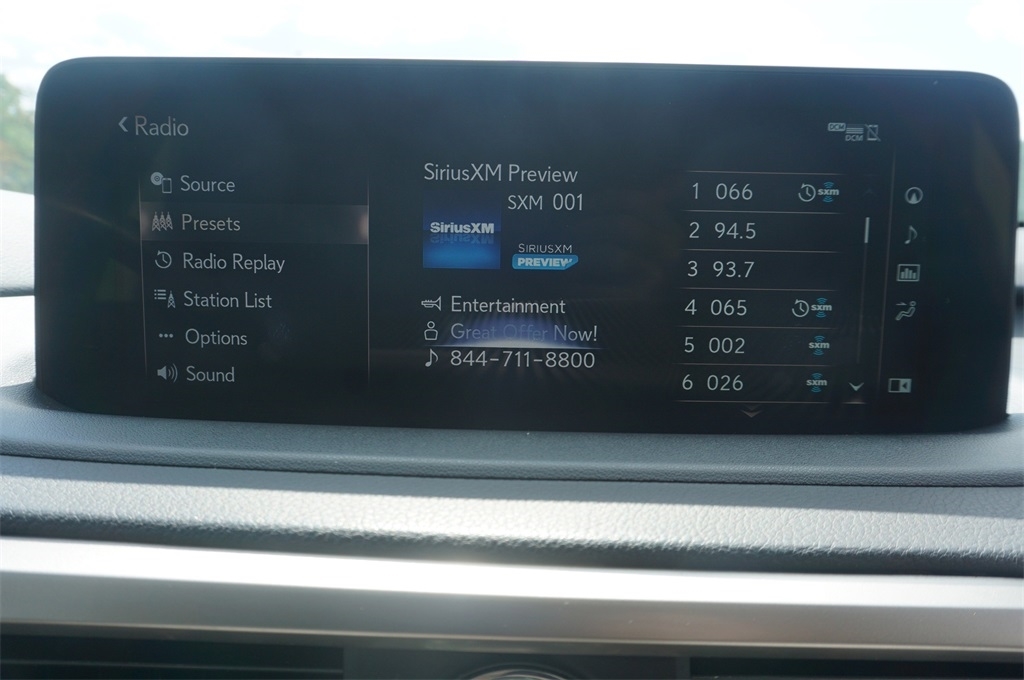 Radio
DCM
DCM
Source
Presets
Radio Replay
Station List
Options
Sound
SiriusXM Preview
SXM 001
SiriusXM
SIRIUSXM
PREVIEW
Entertainment
Great Offer Now!
844-711-8800
1 066 sxm
2 94.5
3 93.7
4 065 sxm
5 002 sxm
6 026 sxm